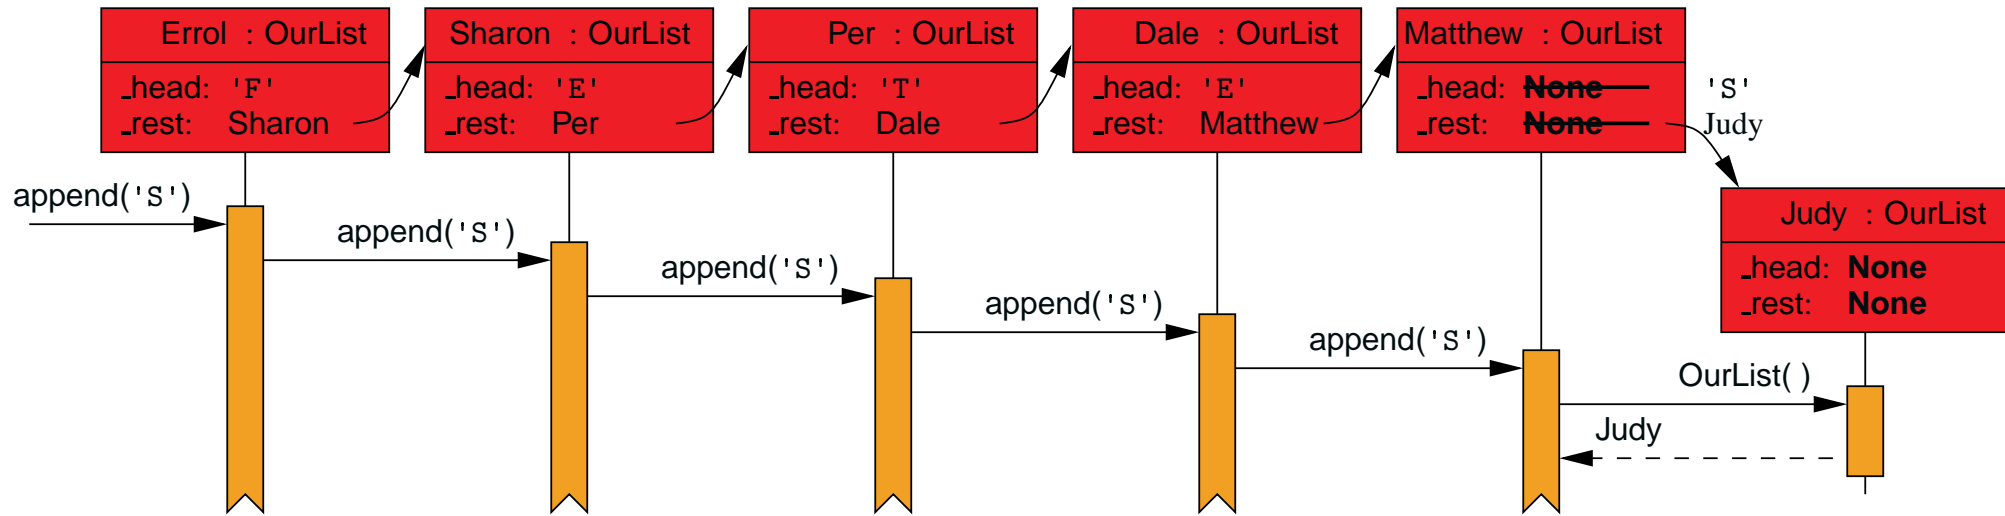 Errol : OurList
_head: 'F'
_rest: Sharon
Sharon : OurList
_head: 'E'
_rest: Per
Per : OurList
_head: 'T'
_rest: Dale
Dale : OurList
_head: 'E'
_rest: Matthew
Matthew : OurList
_head: None 'S'
_rest: None Judy
Judy : OurList
_head: None
_rest: None
append('S')
append('S')
append('S')
append('S')
append('S')
OurList( )
Judy